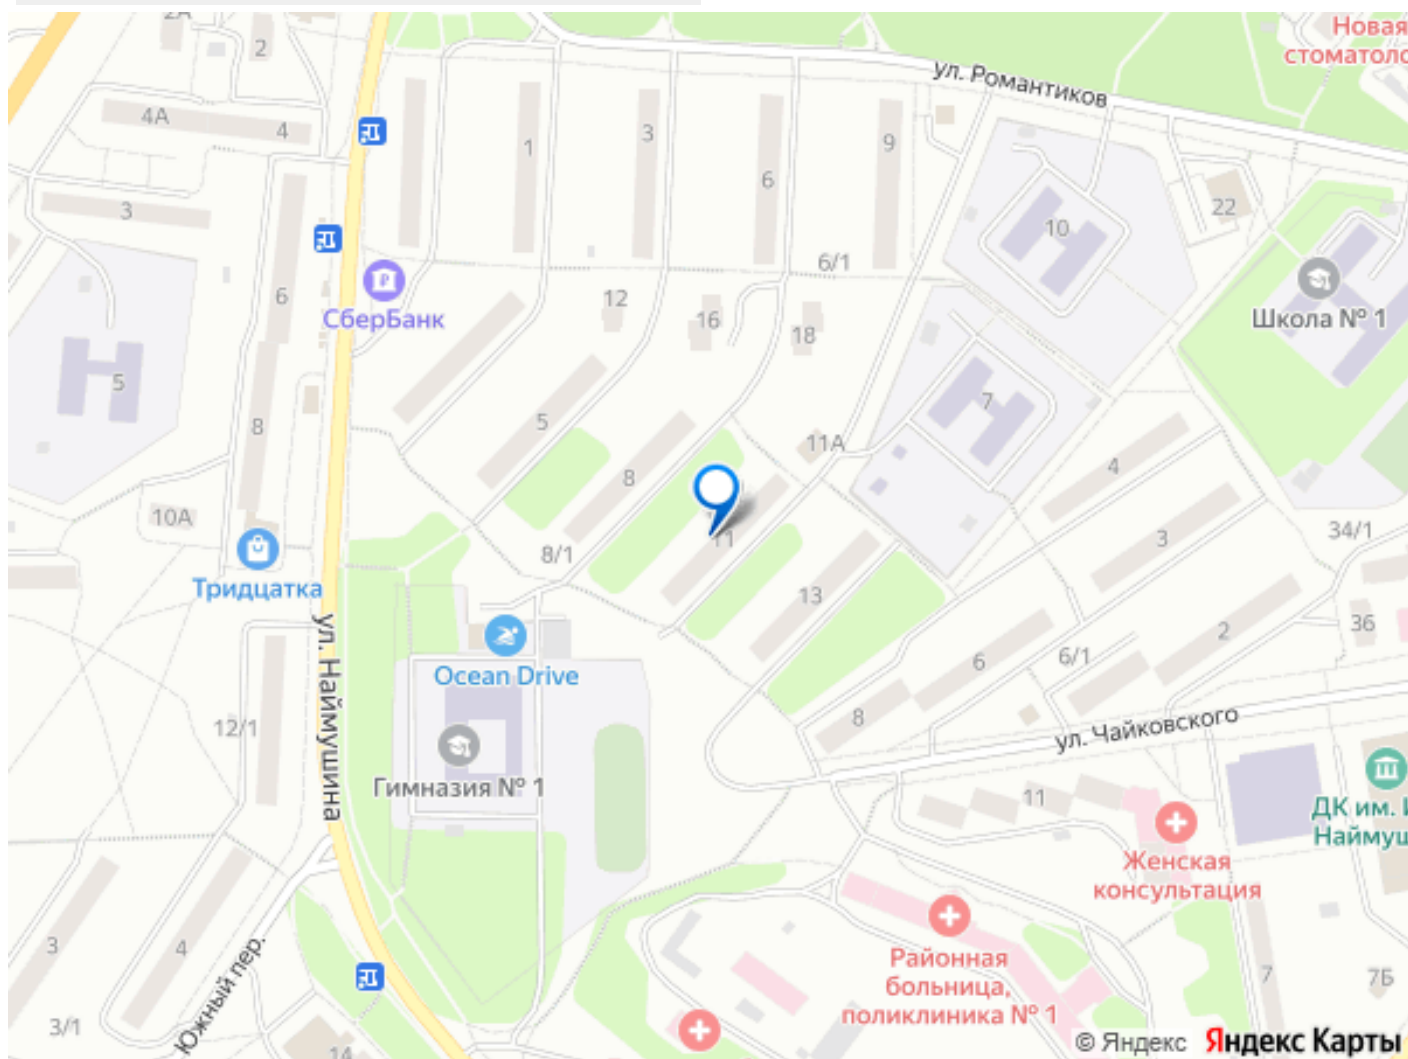 2А
2
Новая
стоматоло
ул. Романтиков
4А
4
1
3
6
9
3
22
10
6/1
6
СберБанк
12
16
18
Школа № 1
5
8
5
7
11А
4
8
10А
11
3
34/1
8/1
Тридцатка
13
ул. Наймушина
36
2
6
6/1
Ocean Drive
8
12/1
ул. Чайковского
Гимназия № 1
11
ДК им. И
Наймуш
Женская
консультация
3
4
Южный пер.
Районная
больница,
поликлиника № 1
7
7Б
3/1
14
© Яндекс Яндекс Карты